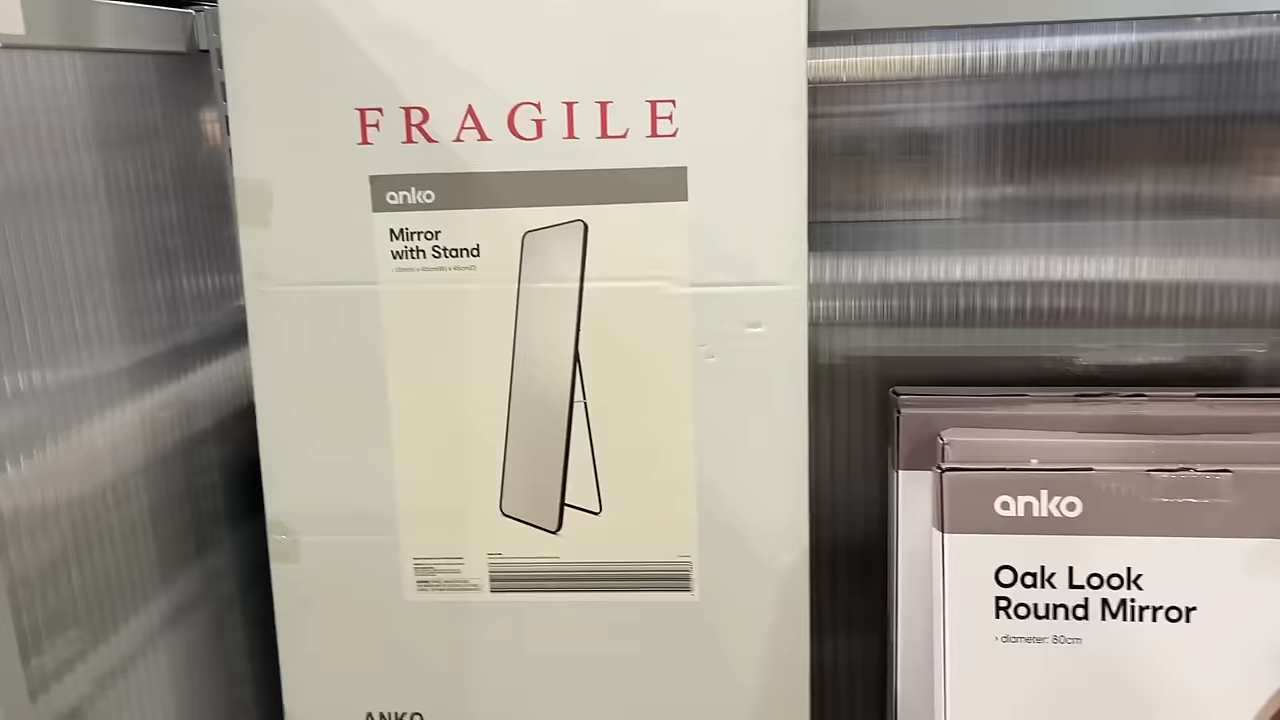 FRAGILE
anko
Mirror
with Stand
anko
Oak Look
Round Mirror
› diameter: 80cm
ANKO